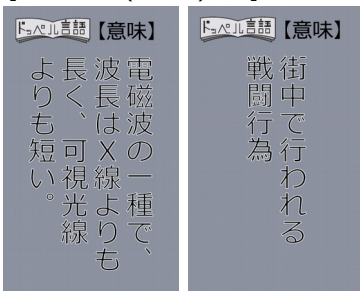 ドッペル言語【意味】
電磁波の一種で、
波長はX線よりも
長く、可視光線
よりも短い。
ドッペル言語【意味】
街中で行われる
戦闘行為